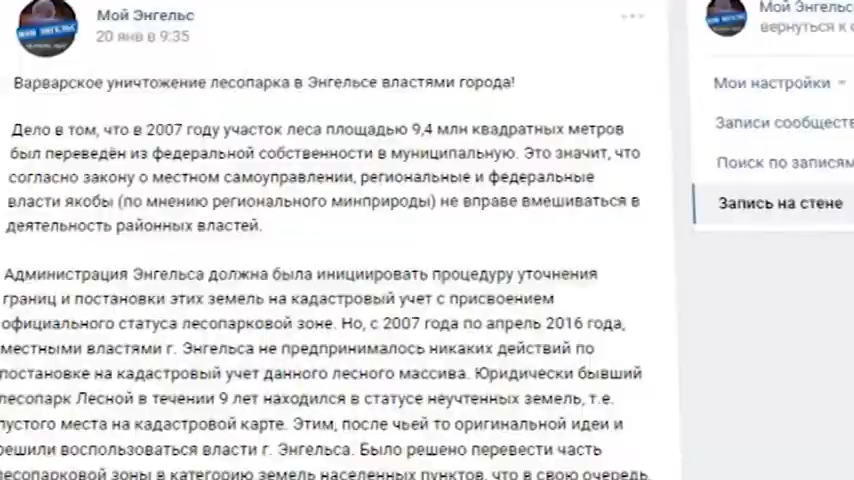 Мой Энгельс
20 янв в 9:35
Варварское уничтожение лесопарка в Энгельсе властями города!
Дело в том, что в 2007 году участок леса площадью 9,4 млн квадратных метров
был переведён из федеральной собственности в муниципальную. Это значит, что
согласно закону о местном самоуправлении, региональные и федеральные
власти якобы (по мнению регионального минприроды) не вправе вмешиваться в
деятельность районных властей.
Администрация Энгельса должна была инициировать процедуру уточнения
границ и постановки этих земель на кадастровый учет с присвоением
официального статуса лесопарковой зоне. Но, с 2007 года по апрель 2016 года,
местными властями г. Энгельса не предпринималось никаких действий по
постановке на кадастровый учет данного лесного массива. Юридически бывший
лесопарк Лесной в течении 9 лет находился в статусе неучтенных земель, т.е.
пустого места на кадастровой карте. Этим, после чьей то оригинальной идеи и
решили воспользоваться власти г. Энгельса. Было решено перевести часть
лесопарковой зоны в категорию земель населенных пунктов, что в свою очередь,
Мой Энгельс
вернуться к с
Мои настройки
Записи сообществ
Поиск по записям
Запись на стене